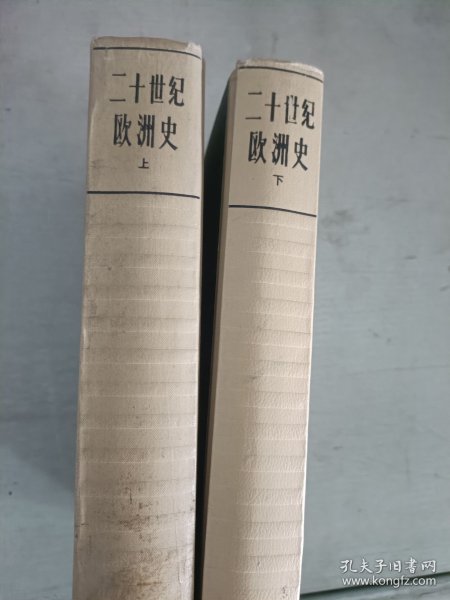 二十世纪
欧洲史
上
二十世纪
欧洲史
下
孔夫子旧书网
www.kongfz.com